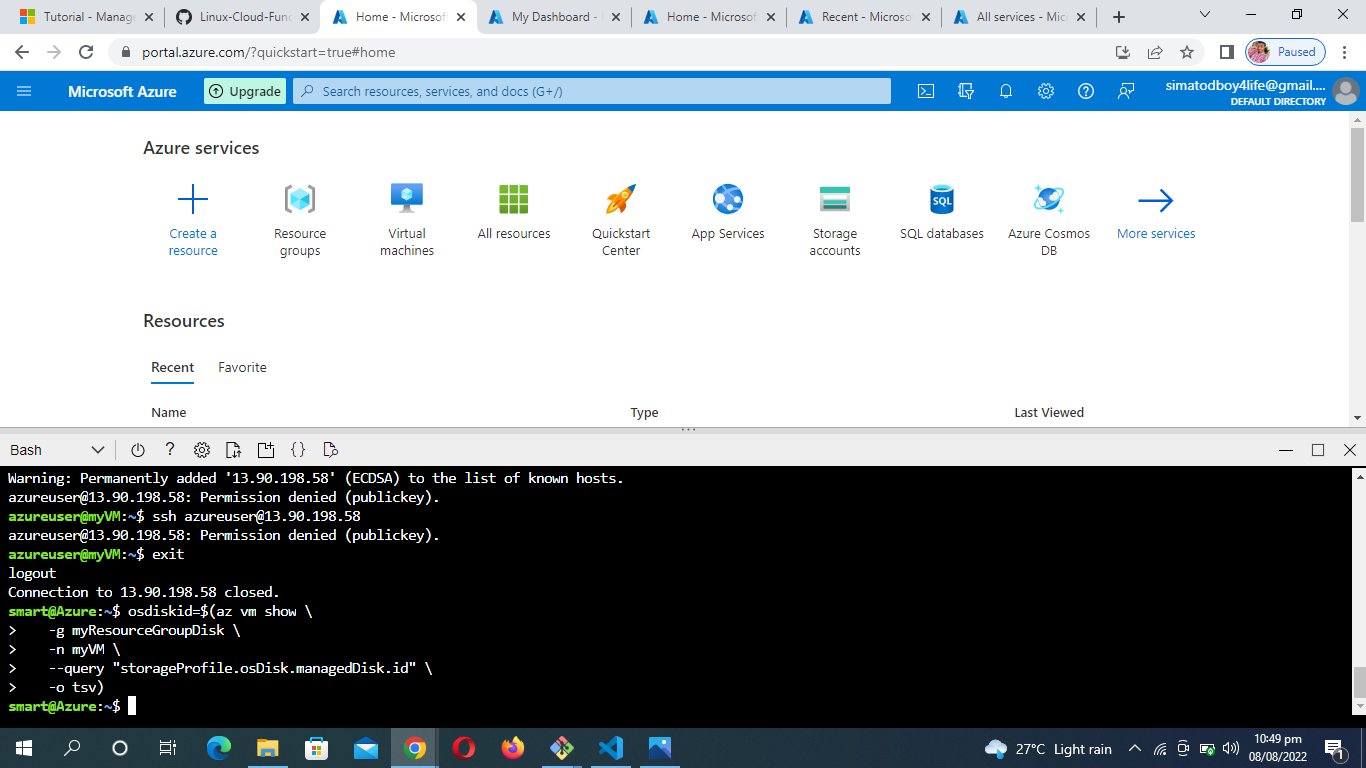 Tutorial - Manage
Linux-Cloud-Fun
Home - Microsof
My Dashboard -
Home - Microsof
Recent - Microso
All services - Mic
portal.azure.com/?quickstart=true#home
Paused
Microsoft Azure
Upgrade
Search resources, services, and docs (G+/)
simatodboy4life@gmail....
DEFAULT DIRECTORY
Azure services
Create a resource
Resource groups
Virtual machines
All resources
Quickstart Center
App Services
Storage accounts
SQL
SQL databases
Azure Cosmos DB
More services
Resources
Recent Favorite
Name Type Last Viewed
Bash
Warning: Permanently added '13.90.198.58' (ECDSA) to the list of known hosts.
azureuser@13.90.198.58: Permission denied (publickey).
azureuser@myVM:~$ ssh azureuser@13.90.198.58
azureuser@13.90.198.58: Permission denied (publickey).
azureuser@myVM:~$ exit
logout
Connection to 13.90.198.58 closed.
smart@Azure:~$ osdiskid=$(az vm show \
> -g myResourceGroupDisk \
> -n myVM \
> --query "storageProfile.osDisk.managedDisk.id" \
> -o tsv)
smart@Azure:~$
27°C Light rain
10:49 pm
08/08/2022
1